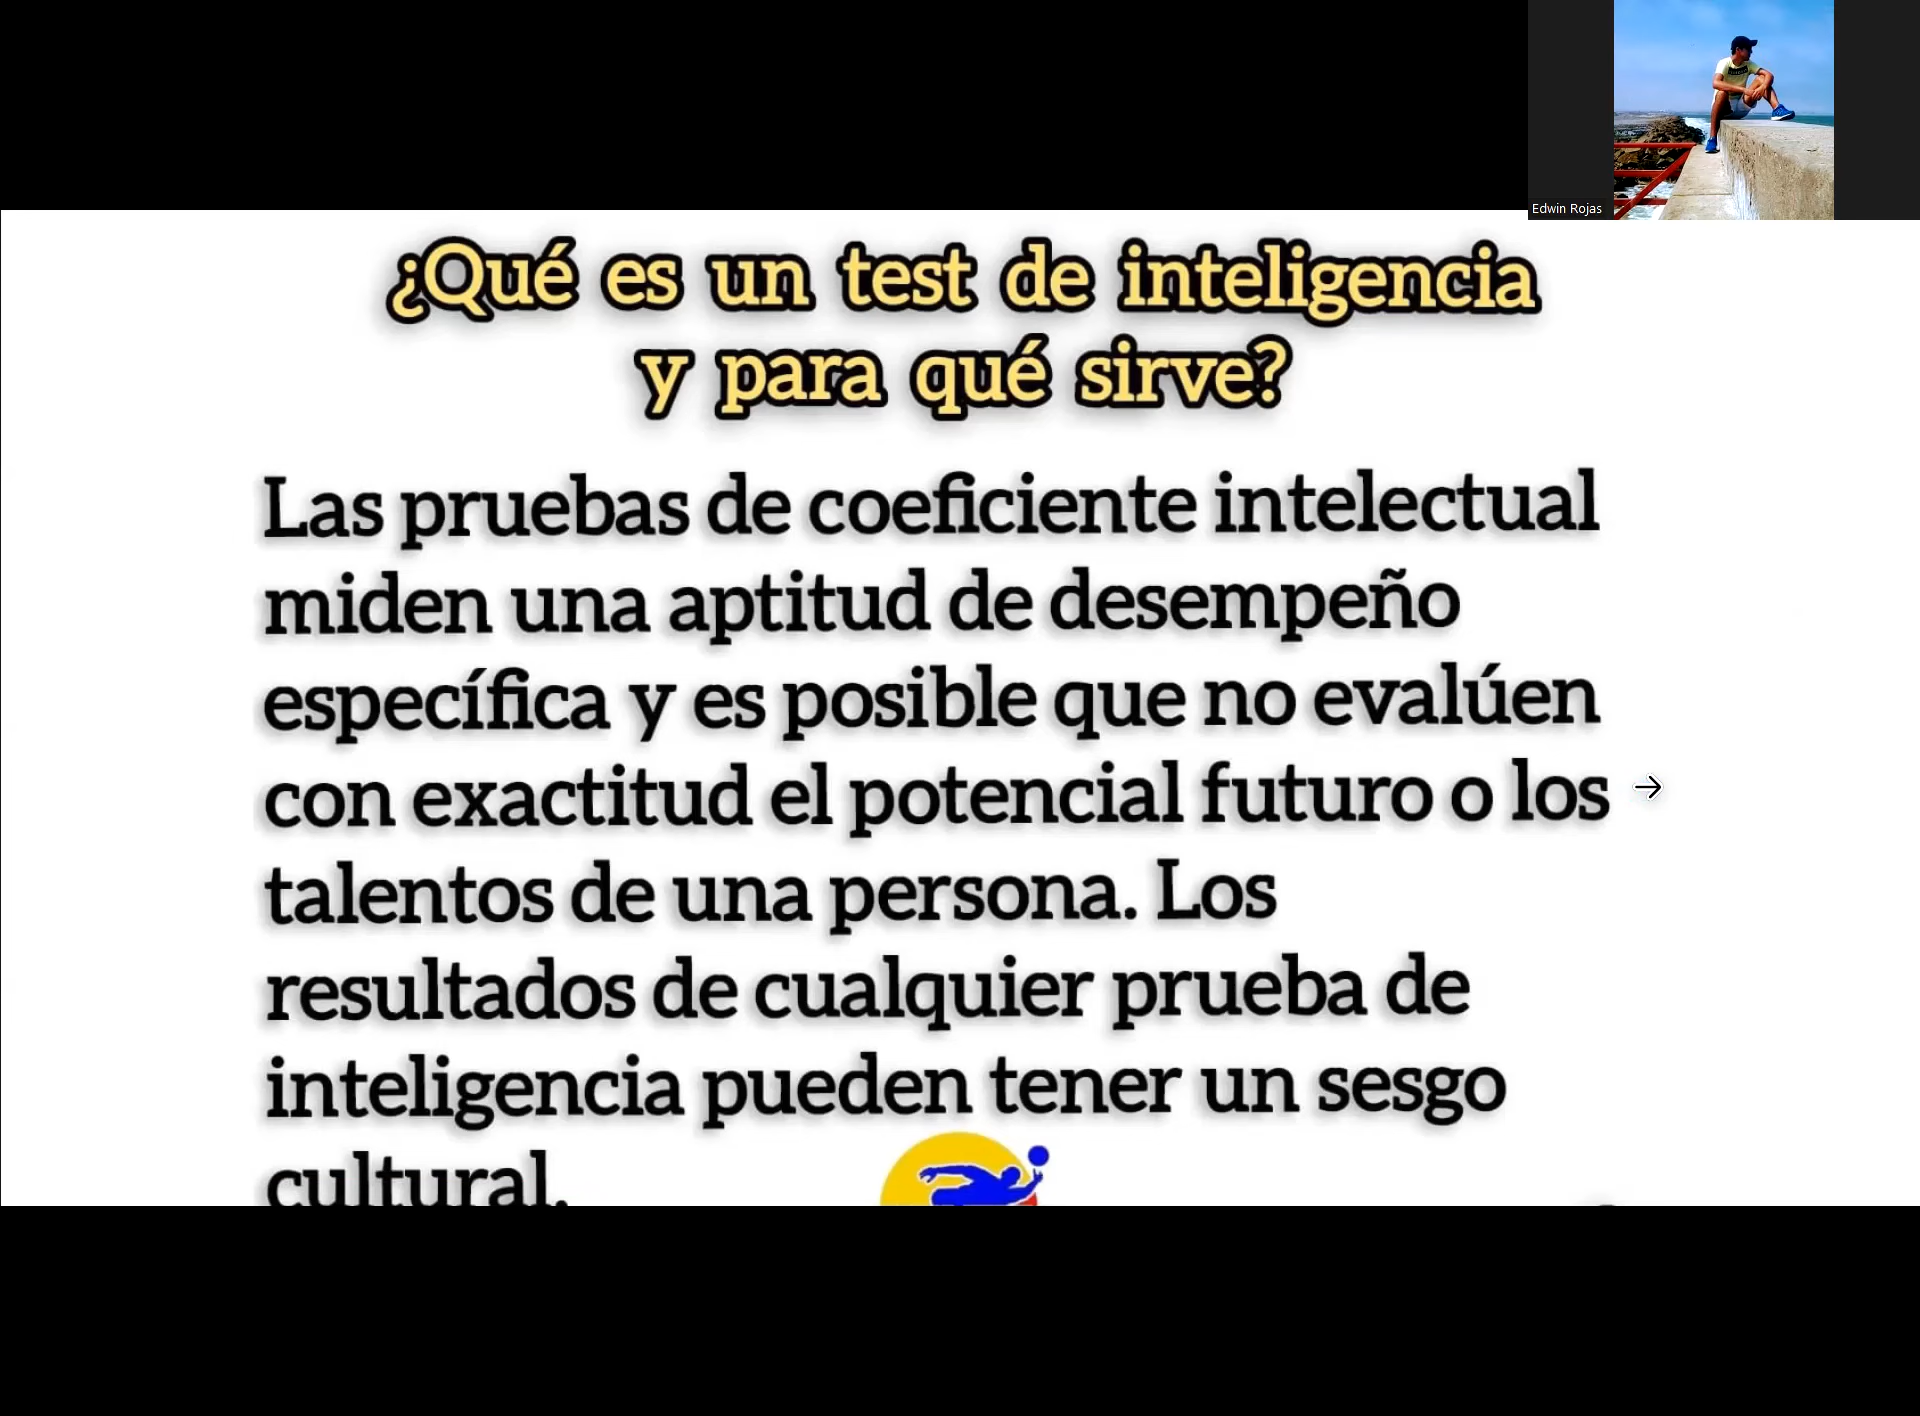 Edwin Rojas
¿Qué es un test de inteligencia
y para qué sirve?
Las pruebas de coeficiente intelectual
miden una aptitud de desempeño
específica y es posible que no evalúen
con exactitud el potencial futuro o los
talentos de una persona. Los
resultados de cualquier prueba de
inteligencia pueden tener un sesgo
cultural.